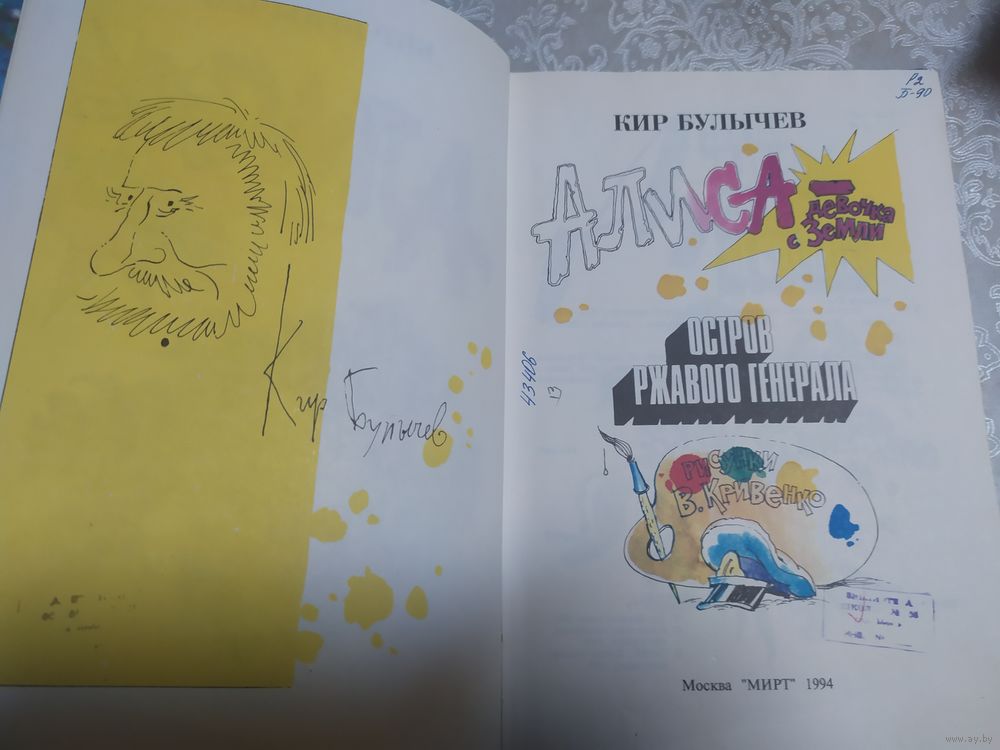 Кир Булычев
Р2
Б-90
КИР БУЛЫЧЕВ
АЛИСА –
девочка
с Земли
43406
13
ОСТРОВ
РЖАВОГО ГЕНЕРАЛА
РИСУНКИ
В. КРИВЕНКО
Москва "МИРТ" 1994
www.ay.by